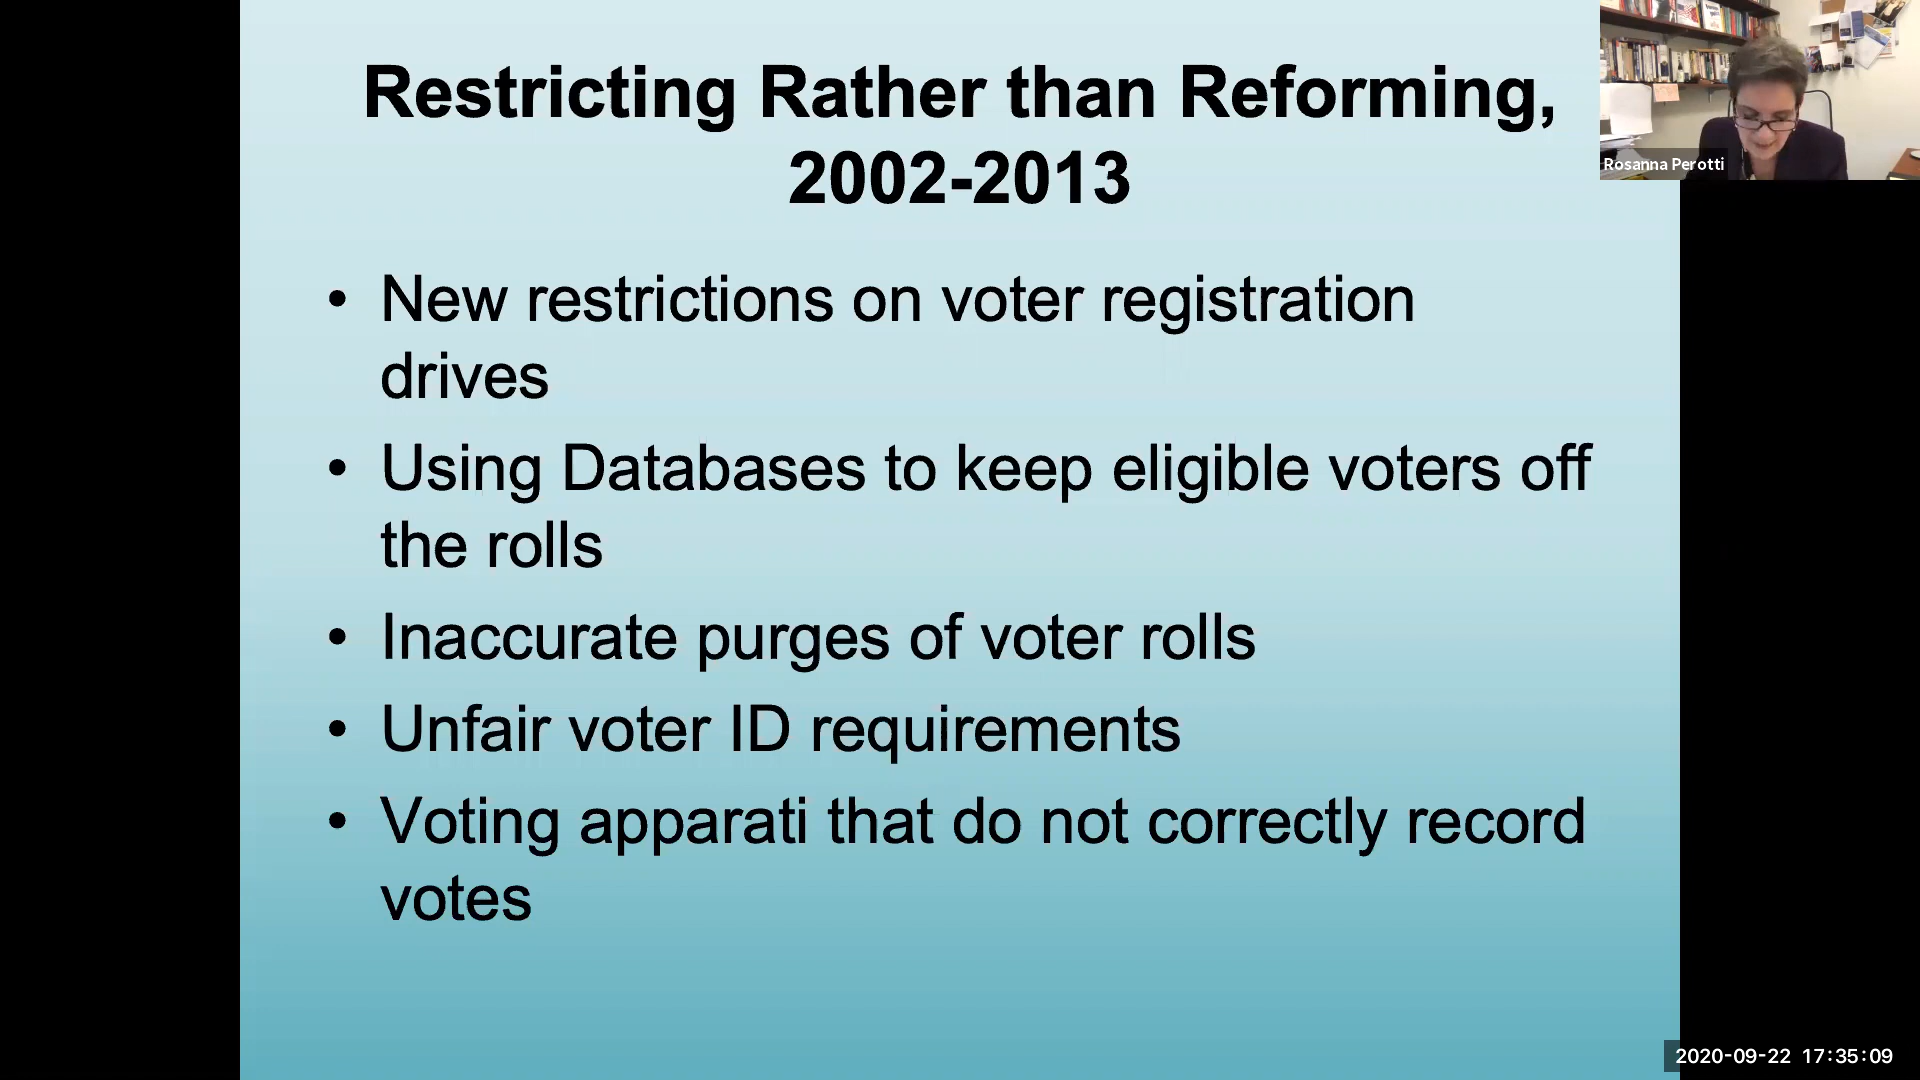 Restricting Rather than Reforming,
2002-2013
• New restrictions on voter registration
drives
• Using Databases to keep eligible voters off
the rolls
• Inaccurate purges of voter rolls
• Unfair voter ID requirements
• Voting apparati that do not correctly record
votes
Rosanna Perotti
2020-09-22 17:35:09